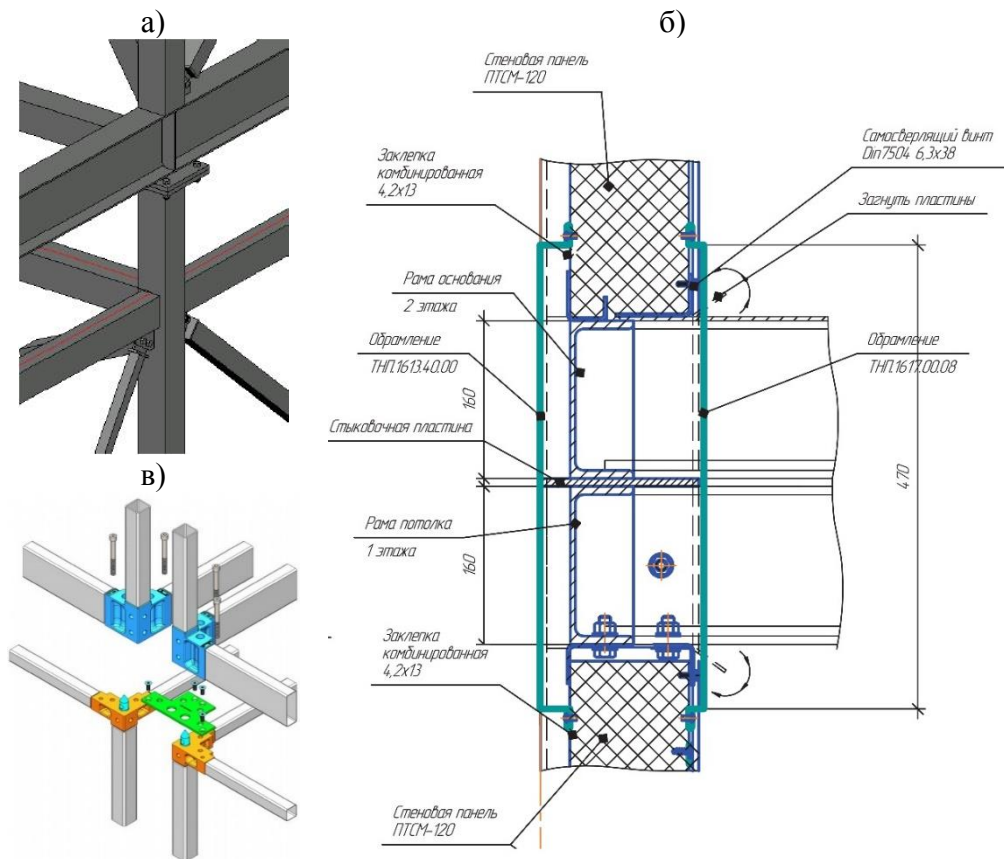 а)
б)
Стеновая панель
ПТСМ-120
Самосверлящий винт
Din7504 6,3х38
Заклепка
комбинированная
4,2х13
Загнуть пластины
Рама основания
2 этажа
Обрамление
ТНП.1613.40.00
Обрамление
ТНП.1617.00.08
160
Стыковочная пластина
470
в)
Рама потолка
1 этажа
160
Заклепка
комбинированная
4,2х13
Стеновая панель
ПТСМ-120